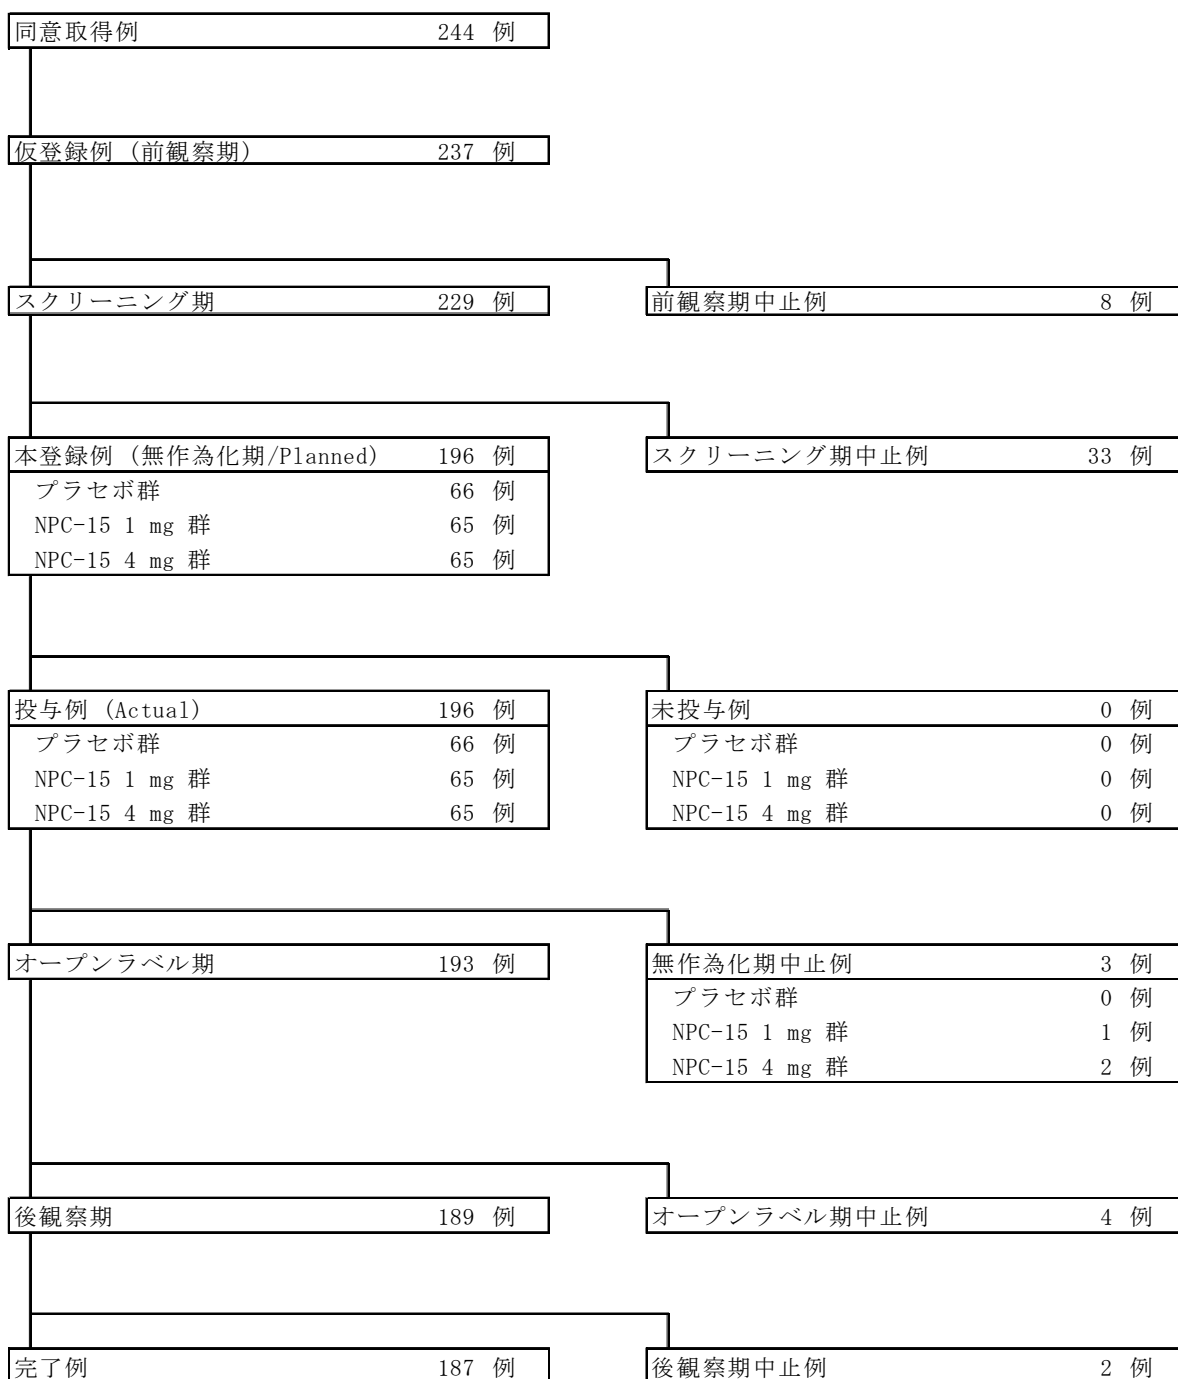 同意取得例 244 例
仮登録例 (前観察期) 237 例
スクリーニング期 229 例
前観察期中止例 8 例
本登録例 (無作為化期/Planned) 196 例
プラセボ群 66 例
NPC-15 1 mg 群 65 例
NPC-15 4 mg 群 65 例
スクリーニング期中止例 33 例
投与例 (Actual) 196 例
プラセボ群 66 例
NPC-15 1 mg 群 65 例
NPC-15 4 mg 群 65 例
未投与例 0 例
プラセボ群 0 例
NPC-15 1 mg 群 0 例
NPC-15 4 mg 群 0 例
オープンラベル期 193 例
無作為化期中止例 3 例
プラセボ群 0 例
NPC-15 1 mg 群 1 例
NPC-15 4 mg 群 2 例
後観察期 189 例
オープンラベル期中止例 4 例
完了例 187 例
後観察期中止例 2 例